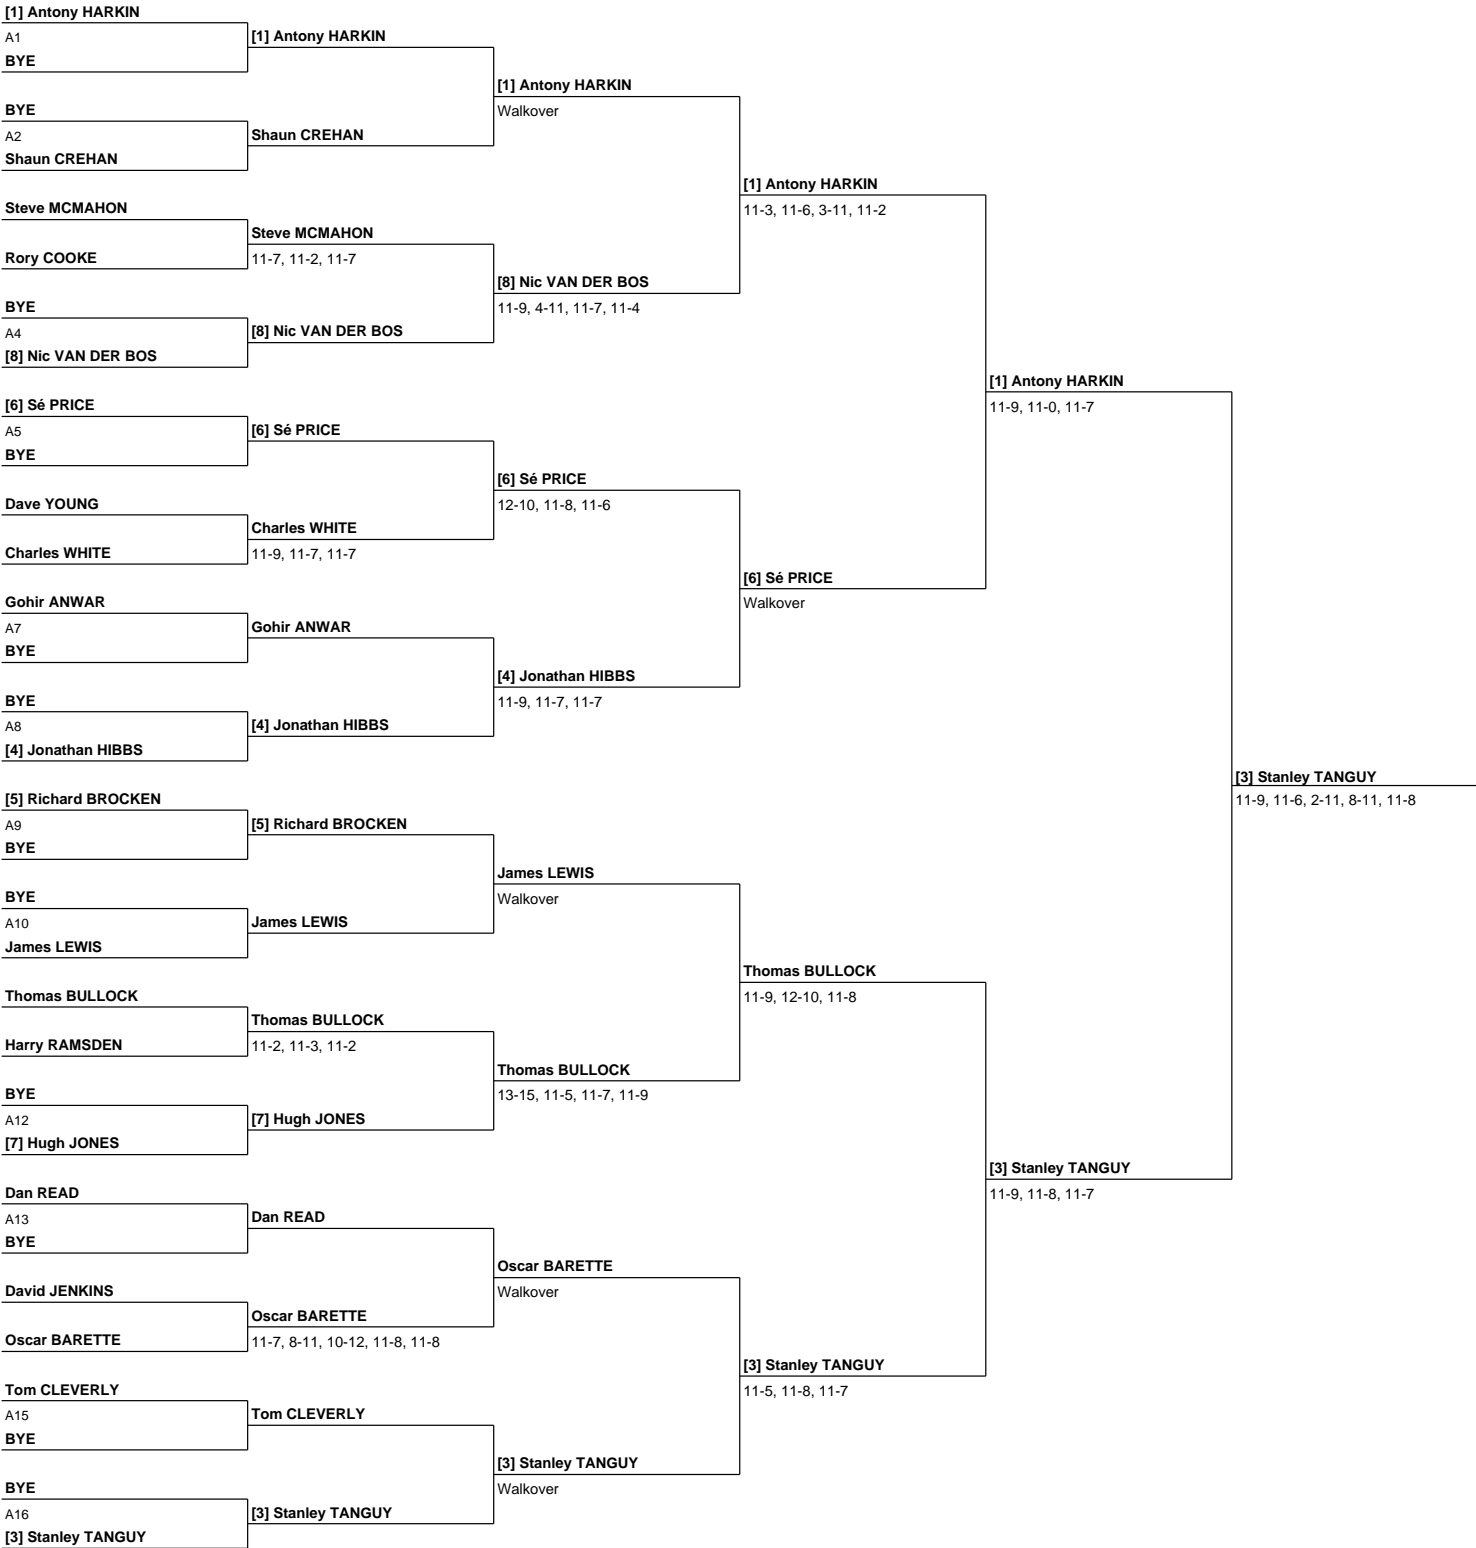 [1] Antony HARKIN
A1
BYE
BYE
A2
Shaun CREHAN
Steve MCMAHON
Rory COOKE
BYE
A4
[8] Nic VAN DER BOS
[6] Sé PRICE
A5
BYE
Dave YOUNG
Charles WHITE
Gohir ANWAR
A7
BYE
BYE
A8
[4] Jonathan HIBBS
[5] Richard BROCKEN
A9
BYE
BYE
A10
James LEWIS
Thomas BULLOCK
Harry RAMSDEN
BYE
A12
[7] Hugh JONES
Dan READ
A13
BYE
David JENKINS
Oscar BARETTE
Tom CLEVERLY
A15
BYE
BYE
A16
[3] Stanley TANGUY
[1] Antony HARKIN
Shaun CREHAN
Steve MCMAHON
11-7, 11-2, 11-7
[8] Nic VAN DER BOS
[6] Sé PRICE
Charles WHITE
11-9, 11-7, 11-7
Gohir ANWAR
[4] Jonathan HIBBS
[5] Richard BROCKEN
James LEWIS
Thomas BULLOCK
11-2, 11-3, 11-2
[7] Hugh JONES
Dan READ
Oscar BARETTE
11-7, 8-11, 10-12, 11-8, 11-8
Tom CLEVERLY
[3] Stanley TANGUY
[1] Antony HARKIN
Walkover
[8] Nic VAN DER BOS
11-9, 4-11, 11-7, 11-4
[6] Sé PRICE
12-10, 11-8, 11-6
[4] Jonathan HIBBS
11-9, 11-7, 11-7
James LEWIS
Walkover
Thomas BULLOCK
13-15, 11-5, 11-7, 11-9
Oscar BARETTE
Walkover
[3] Stanley TANGUY
Walkover
[1] Antony HARKIN
11-3, 11-6, 3-11, 11-2
[6] Sé PRICE
Walkover
Thomas BULLOCK
11-9, 12-10, 11-8
[3] Stanley TANGUY
11-5, 11-8, 11-7
[1] Antony HARKIN
11-9, 11-0, 11-7
[3] Stanley TANGUY
11-9, 11-8, 11-7
[3] Stanley TANGUY
11-9, 11-6, 2-11, 8-11, 11-8